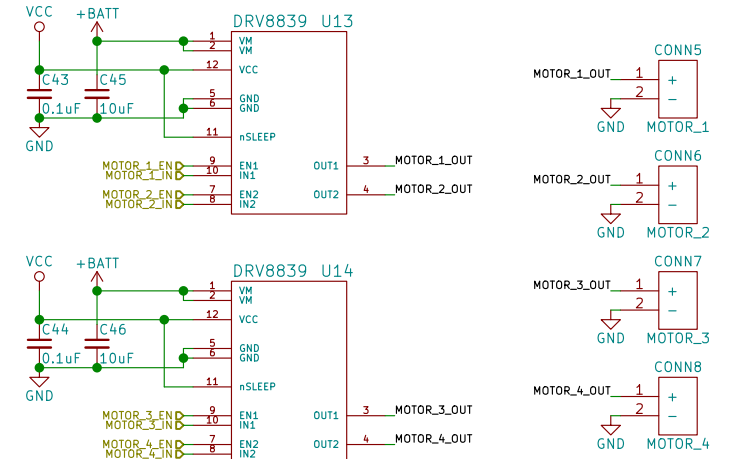 VCC
+BATT
DRV8839 U13
1 VM
2 VM
12 VCC
C43
C45
0.1uF
10uF
5 GND
6 GND
GND
11 nSLEEP
MOTOR_1_EN 9 EN1
MOTOR_1_IN 10 IN1
OUT1 3 MOTOR_1_OUT
MOTOR_2_EN 7 EN2
MOTOR_2_IN 8 IN2
OUT2 4 MOTOR_2_OUT
CONN5
MOTOR_1_OUT 1 +
2 −
GND
MOTOR_1
CONN6
MOTOR_2_OUT 1 +
2 −
GND
MOTOR_2
VCC
+BATT
DRV8839 U14
1 VM
2 VM
12 VCC
C44
C46
0.1uF
10uF
5 GND
6 GND
GND
11 nSLEEP
MOTOR_3_EN 9 EN1
MOTOR_3_IN 10 IN1
OUT1 3 MOTOR_3_OUT
MOTOR_4_EN 7 EN2
MOTOR_4_IN 8 IN2
OUT2 4 MOTOR_4_OUT
CONN7
MOTOR_3_OUT 1 +
2 −
GND
MOTOR_3
CONN8
MOTOR_4_OUT 1 +
2 −
GND
MOTOR_4